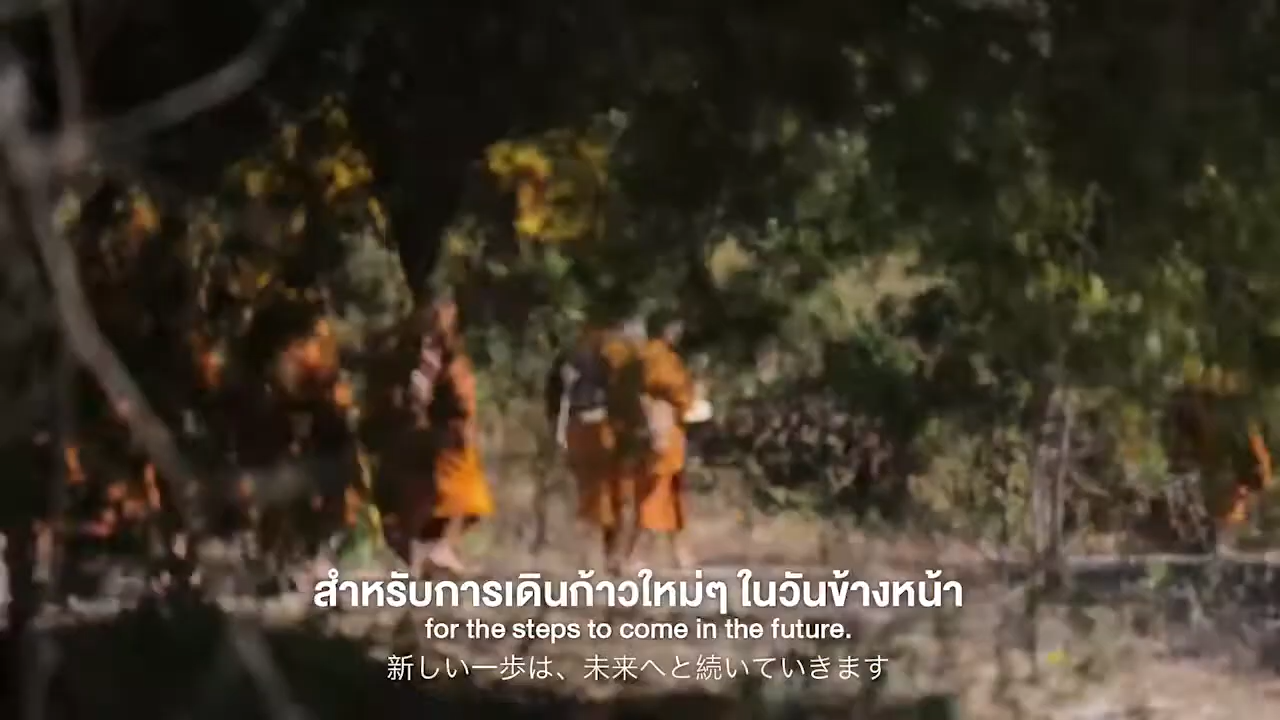 สำหรับการเดินก้าวใหม่ๆ ในวันข้างหน้า
for the steps to come in the future.
新しい一歩は、未来へと続いていきます